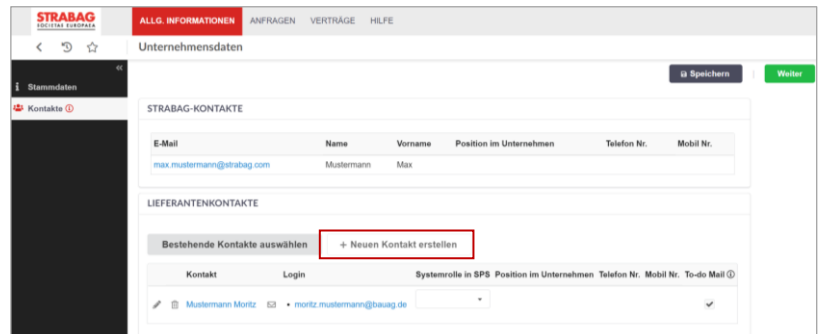 STRABAG
SOCIETAS EUROPAEA
ALLG. INFORMATIONEN ANFRAGEN VERTRÄGE HILFE
Unternehmensdaten
«
Stammdaten
Speichern
Weiter
Kontakte
STRABAG-KONTAKTE
E-Mail Name Vorname Position im Unternehmen Telefon Nr. Mobil Nr.
max.mustermann@strabag.com Mustermann Max
LIEFERANTENKONTAKTE
Bestehende Kontakte auswählen + Neuen Kontakt erstellen
Kontakt Login Systemrolle in SPS Position im Unternehmen Telefon Nr. Mobil Nr. To-do Mail
Mustermann Moritz • moritz.mustermann@bauag.de